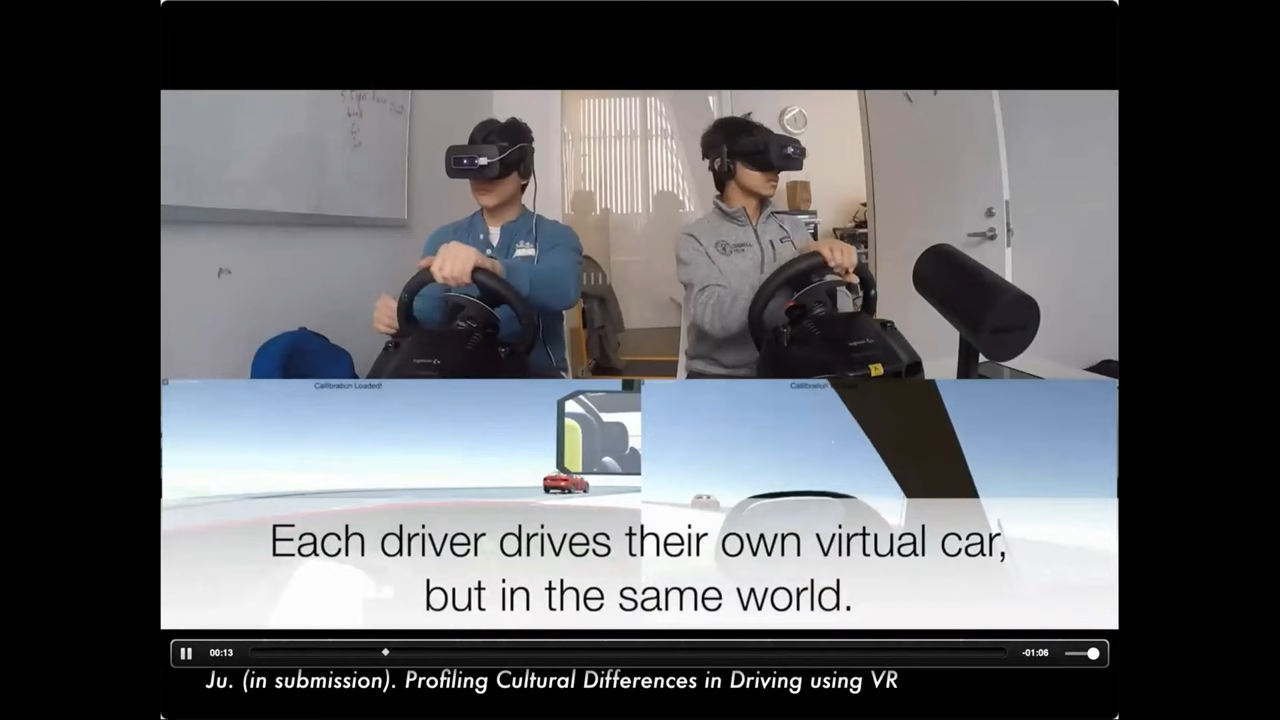 Calibration Loaded!
Each driver drives their own virtual car,
but in the same world.
00:13
-01:06
Ju. (in submission). Profiling Cultural Differences in Driving using VR